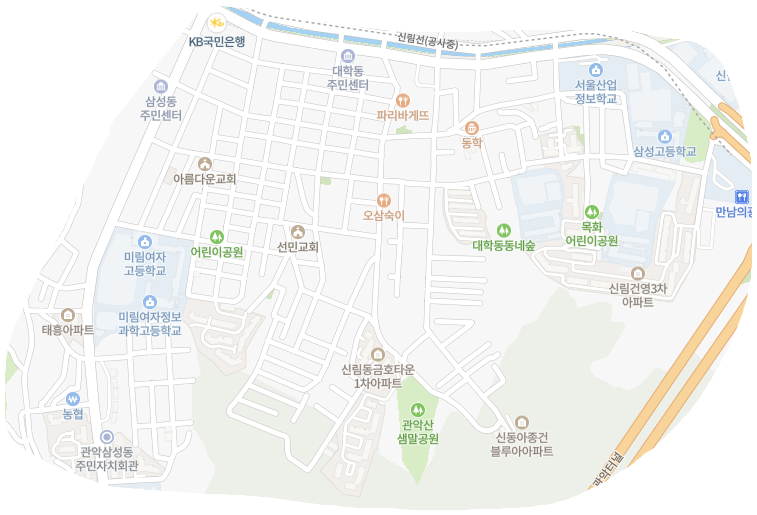 KB국민은행
신림선(공사중)
대학동
주민센터
서울산업
정보학교
삼성동
주민센터
파리바게뜨
동학
삼성고등학교
아름다운교회
오삼숙이
목화
어린이공원
대학동동네숲
어린이공원
선민교회
미림여자
고등학교
신림건영3차
아파트
미림여자정보
과학고등학교
태흥아파트
신림동금호타운
1차아파트
농협
관악산
샘말공원
신동아종건
블루아아파트
관악삼성동
주민자치회관
관악터널